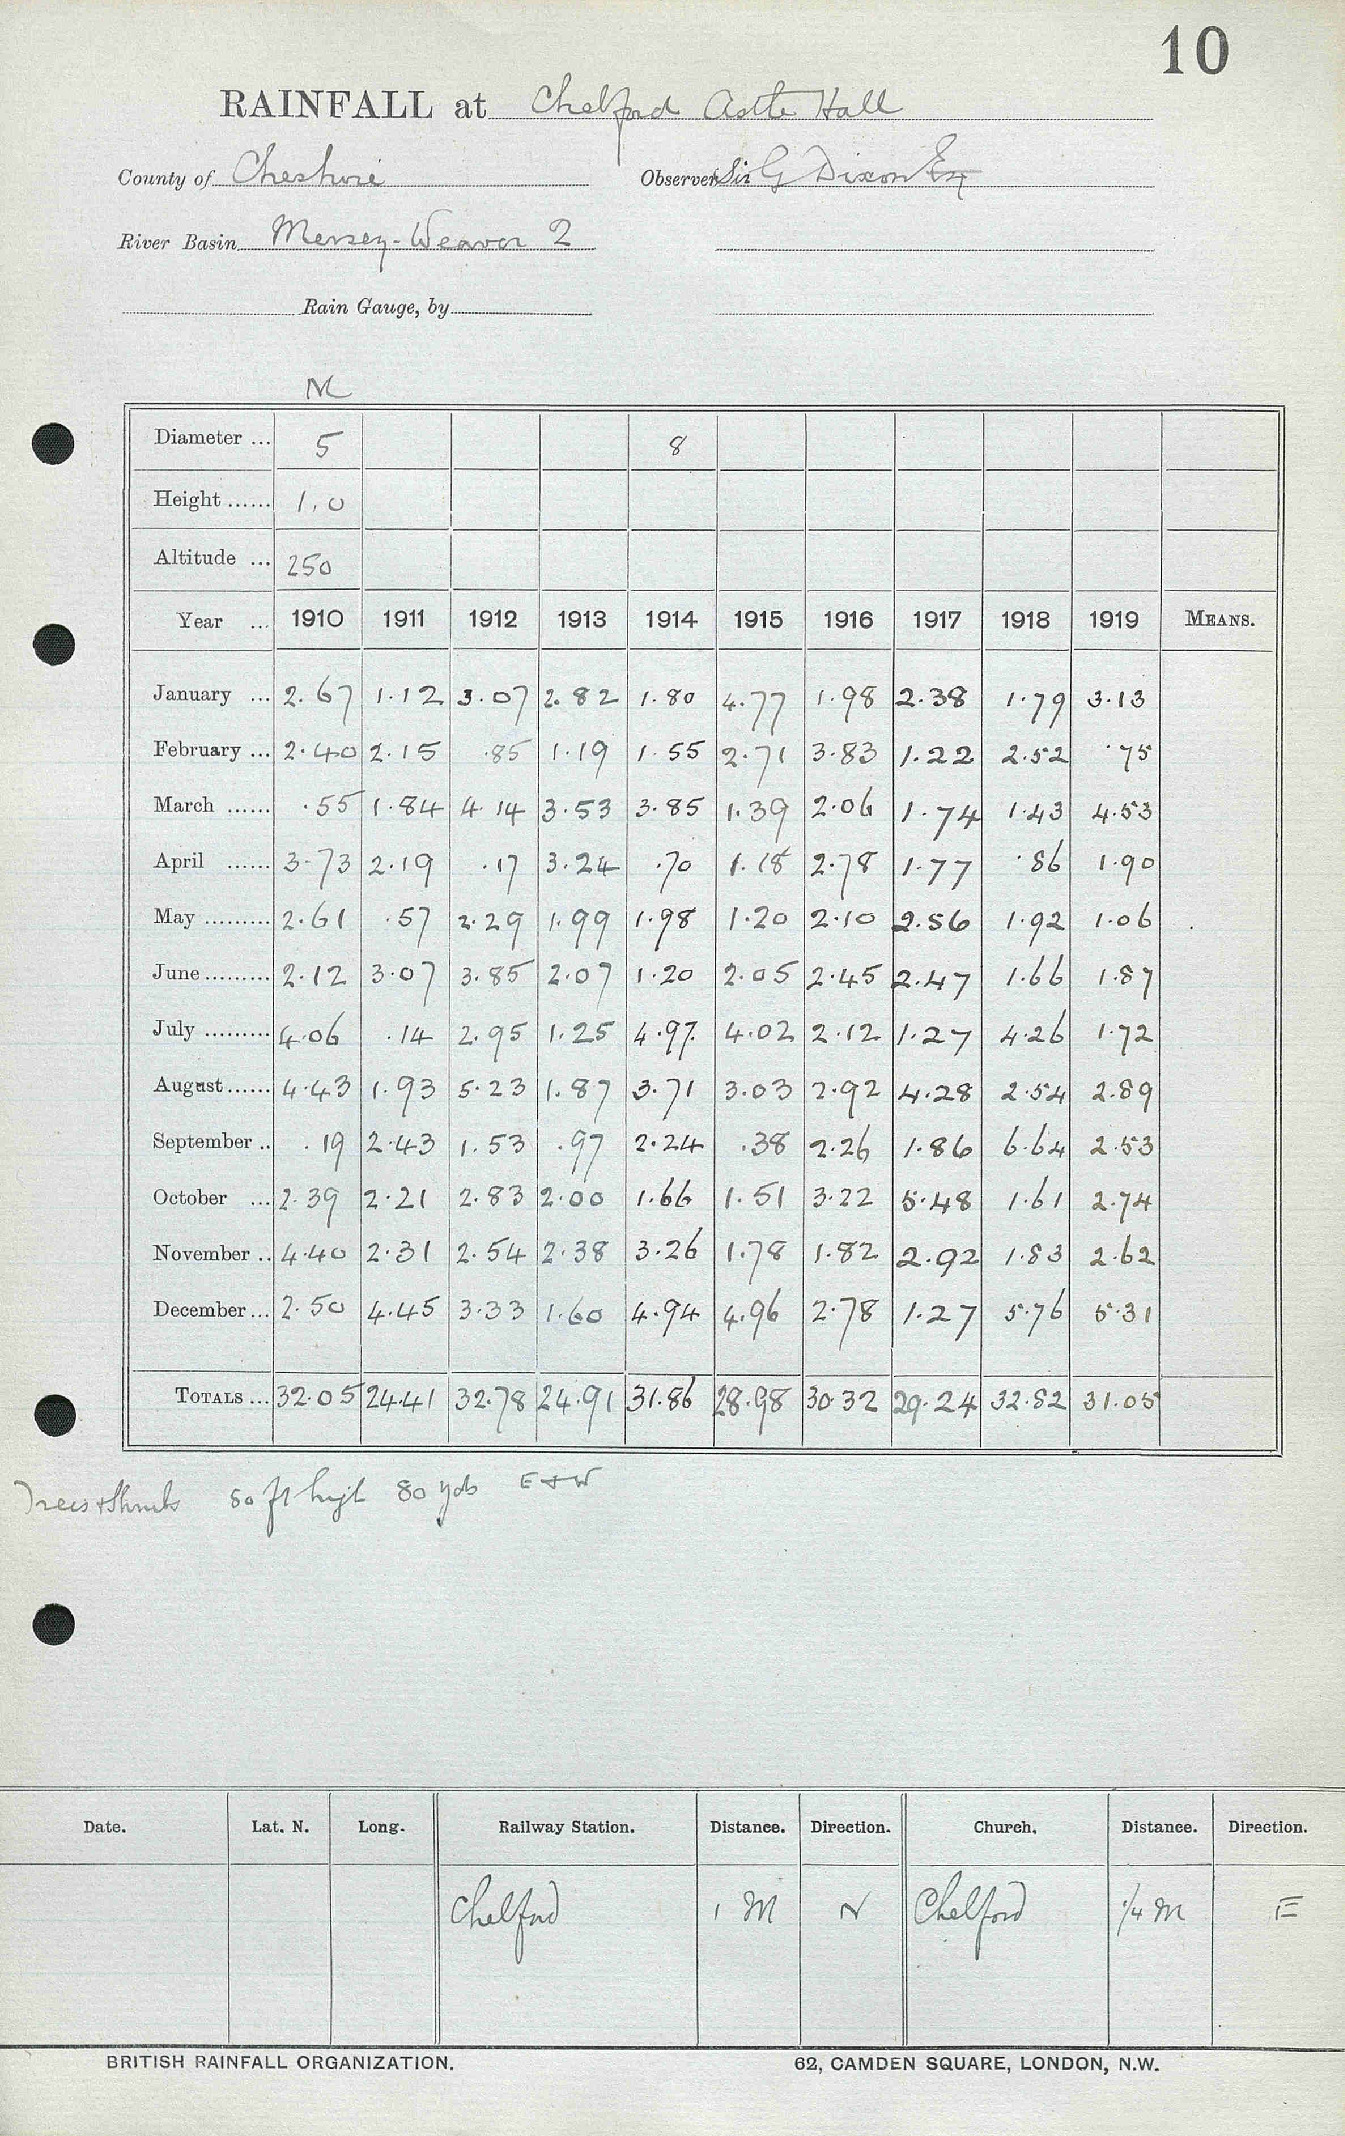 10
RAINFALL at Chelford Astle Hall
County of Cheshire Observer Sir G Dixon Esq
River Basin Mersey-Weaver 2
Rain Gauge, by
M
Diameter ... 5 8
Height ...... 1.0
Altitude ... 250
Year ... 1910 1911 1912 1913 1914 1915 1916 1917 1918 1919 MEANS.
January ... 2.67 1.12 3.07 2.82 1.80 4.77 1.98 2.38 1.79 3.13
February ... 2.40 2.15 .85 1.19 1.55 2.71 3.83 1.22 2.52 .75
March ...... .55 1.84 4.14 3.53 3.85 1.39 2.06 1.74 1.43 4.53
April ...... 3.73 2.19 .17 3.24 .70 1.18 2.78 1.77 .86 1.90
May ......... 2.61 .57 2.29 1.99 1.98 1.20 2.10 2.56 1.92 1.06
June ......... 2.12 3.07 3.85 2.07 1.20 2.05 2.45 2.47 1.66 1.87
July ......... 4.06 .14 2.95 1.25 4.97 4.02 2.12 1.27 4.26 1.72
August ...... 4.43 1.93 5.23 1.87 3.71 3.03 2.92 4.28 2.54 2.89
September .. .19 2.43 1.53 .97 2.24 .38 2.26 1.86 6.64 2.53
October ... 2.39 2.21 2.83 2.00 1.66 1.51 3.22 5.48 1.61 2.74
November .. 4.40 2.31 2.54 2.38 3.26 1.78 1.82 2.92 1.83 2.62
December ... 2.50 4.45 3.33 1.60 4.94 4.96 2.78 1.27 5.76 5.31
TOTALS ... 32.05 24.41 32.78 24.91 31.86 28.98 30.32 29.24 32.82 31.05
Trees + Shrubs 50 ft high 80 yds E + W
Date. Lat. N. Long. Railway Station. Distance. Direction. Church. Distance. Direction.
Chelford 1 M N Chelford 1/4 M E
BRITISH RAINFALL ORGANIZATION. 62, CAMDEN SQUARE, LONDON, N.W.